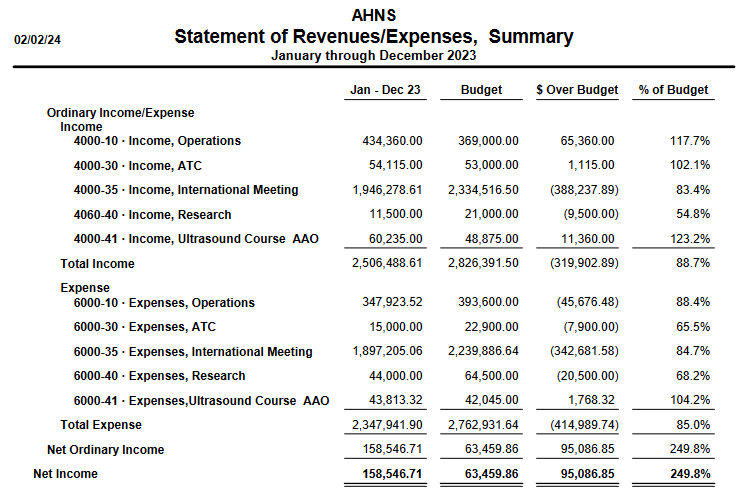 AHNS
02/02/24 Statement of Revenues/Expenses, Summary
January through December 2023
Jan - Dec 23 Budget $ Over Budget % of Budget
Ordinary Income/Expense
Income
4000-10 · Income, Operations 434,360.00 369,000.00 65,360.00 117.7%
4000-30 · Income, ATC 54,115.00 53,000.00 1,115.00 102.1%
4000-35 · Income, International Meeting 1,946,278.61 2,334,516.50 (388,237.89) 83.4%
4060-40 · Income, Research 11,500.00 21,000.00 (9,500.00) 54.8%
4000-41 · Income, Ultrasound Course AAO 60,235.00 48,875.00 11,360.00 123.2%
Total Income 2,506,488.61 2,826,391.50 (319,902.89) 88.7%
Expense
6000-10 · Expenses, Operations 347,923.52 393,600.00 (45,676.48) 88.4%
6000-30 · Expenses, ATC 15,000.00 22,900.00 (7,900.00) 65.5%
6000-35 · Expenses, International Meeting 1,897,205.06 2,239,886.64 (342,681.58) 84.7%
6000-40 · Expenses, Research 44,000.00 64,500.00 (20,500.00) 68.2%
6000-41 · Expenses,Ultrasound Course AAO 43,813.32 42,045.00 1,768.32 104.2%
Total Expense 2,347,941.90 2,762,931.64 (414,989.74) 85.0%
Net Ordinary Income 158,546.71 63,459.86 95,086.85 249.8%
Net Income 158,546.71 63,459.86 95,086.85 249.8%